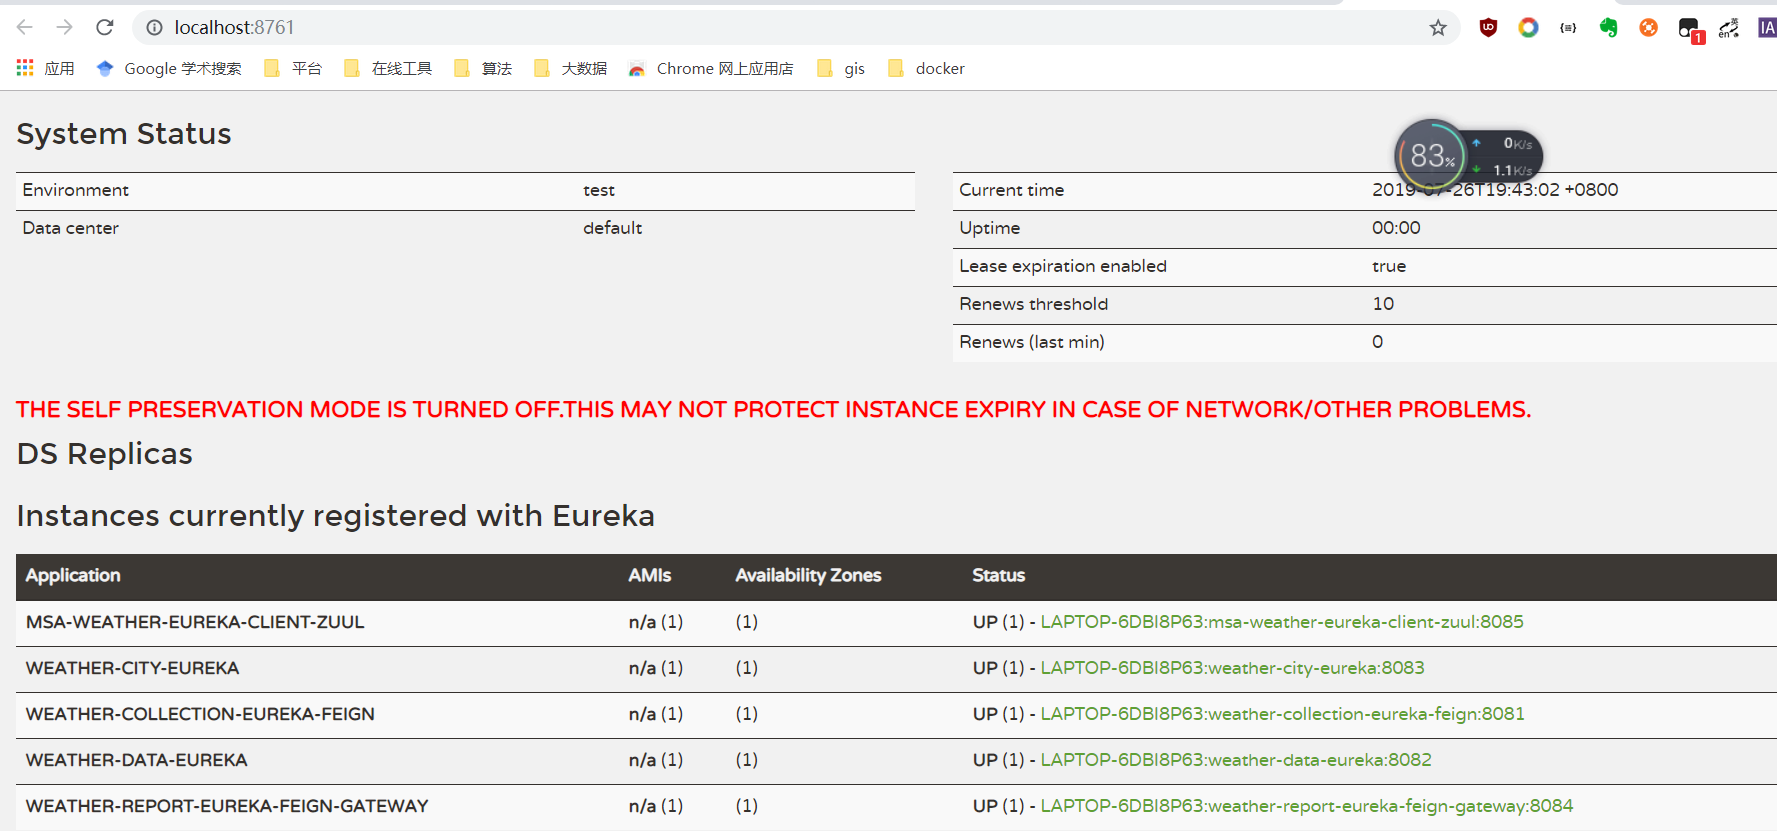 localhost:8761
1
英
en
IA
应用 Google 学术搜索 平台 在线工具 算法 大数据 Chrome 网上应用店 gis docker
System Status
83% 0K/s
1.1K/s
Environment test
Data center default
Current time 2019-07-26T19:43:02 +0800
Uptime 00:00
Lease expiration enabled true
Renews threshold 10
Renews (last min) 0
THE SELF PRESERVATION MODE IS TURNED OFF.THIS MAY NOT PROTECT INSTANCE EXPIRY IN CASE OF NETWORK/OTHER PROBLEMS.
DS Replicas
Instances currently registered with Eureka
Application AMIs Availability Zones Status
MSA-WEATHER-EUREKA-CLIENT-ZUUL n/a (1) (1) UP (1) - LAPTOP-6DBI8P63:msa-weather-eureka-client-zuul:8085
WEATHER-CITY-EUREKA n/a (1) (1) UP (1) - LAPTOP-6DBI8P63:weather-city-eureka:8083
WEATHER-COLLECTION-EUREKA-FEIGN n/a (1) (1) UP (1) - LAPTOP-6DBI8P63:weather-collection-eureka-feign:8081
WEATHER-DATA-EUREKA n/a (1) (1) UP (1) - LAPTOP-6DBI8P63:weather-data-eureka:8082
WEATHER-REPORT-EUREKA-FEIGN-GATEWAY n/a (1) (1) UP (1) - LAPTOP-6DBI8P63:weather-report-eureka-feign-gateway:8084